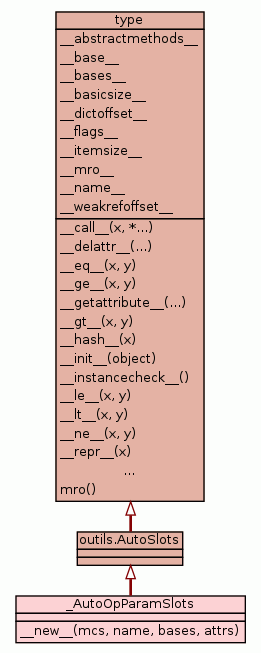 type
__abstractmethods__
__base__
__bases__
__basicsize__
__dictoffset__
__flags__
__itemsize__
__mro__
__name__
__weakrefoffset__
__call__(x, *...)
__delattr__(...)
__eq__(x, y)
__ge__(x, y)
__getattribute__(...)
__gt__(x, y)
__hash__(x)
__init__(object)
__instancecheck__()
__le__(x, y)
__lt__(x, y)
__ne__(x, y)
__repr__(x)
...
mro()
outils.AutoSlots
_AutoOpParamSlots
__new__(mcs, name, bases, attrs)